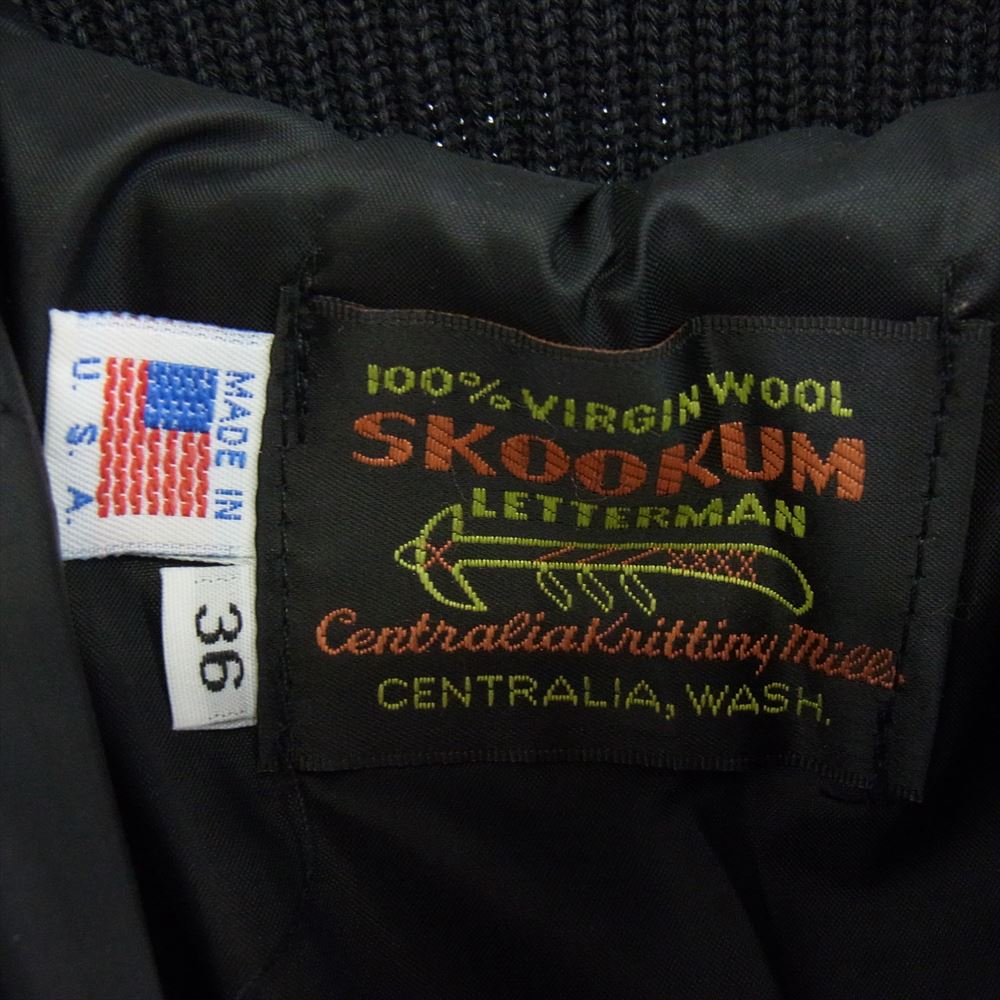 100% VIRGIN WOOL
SKOOKUM
LETTERMAN
Centralia Knitting Mills
CENTRALIA, WASH.
MADE IN
U. S. A.
36